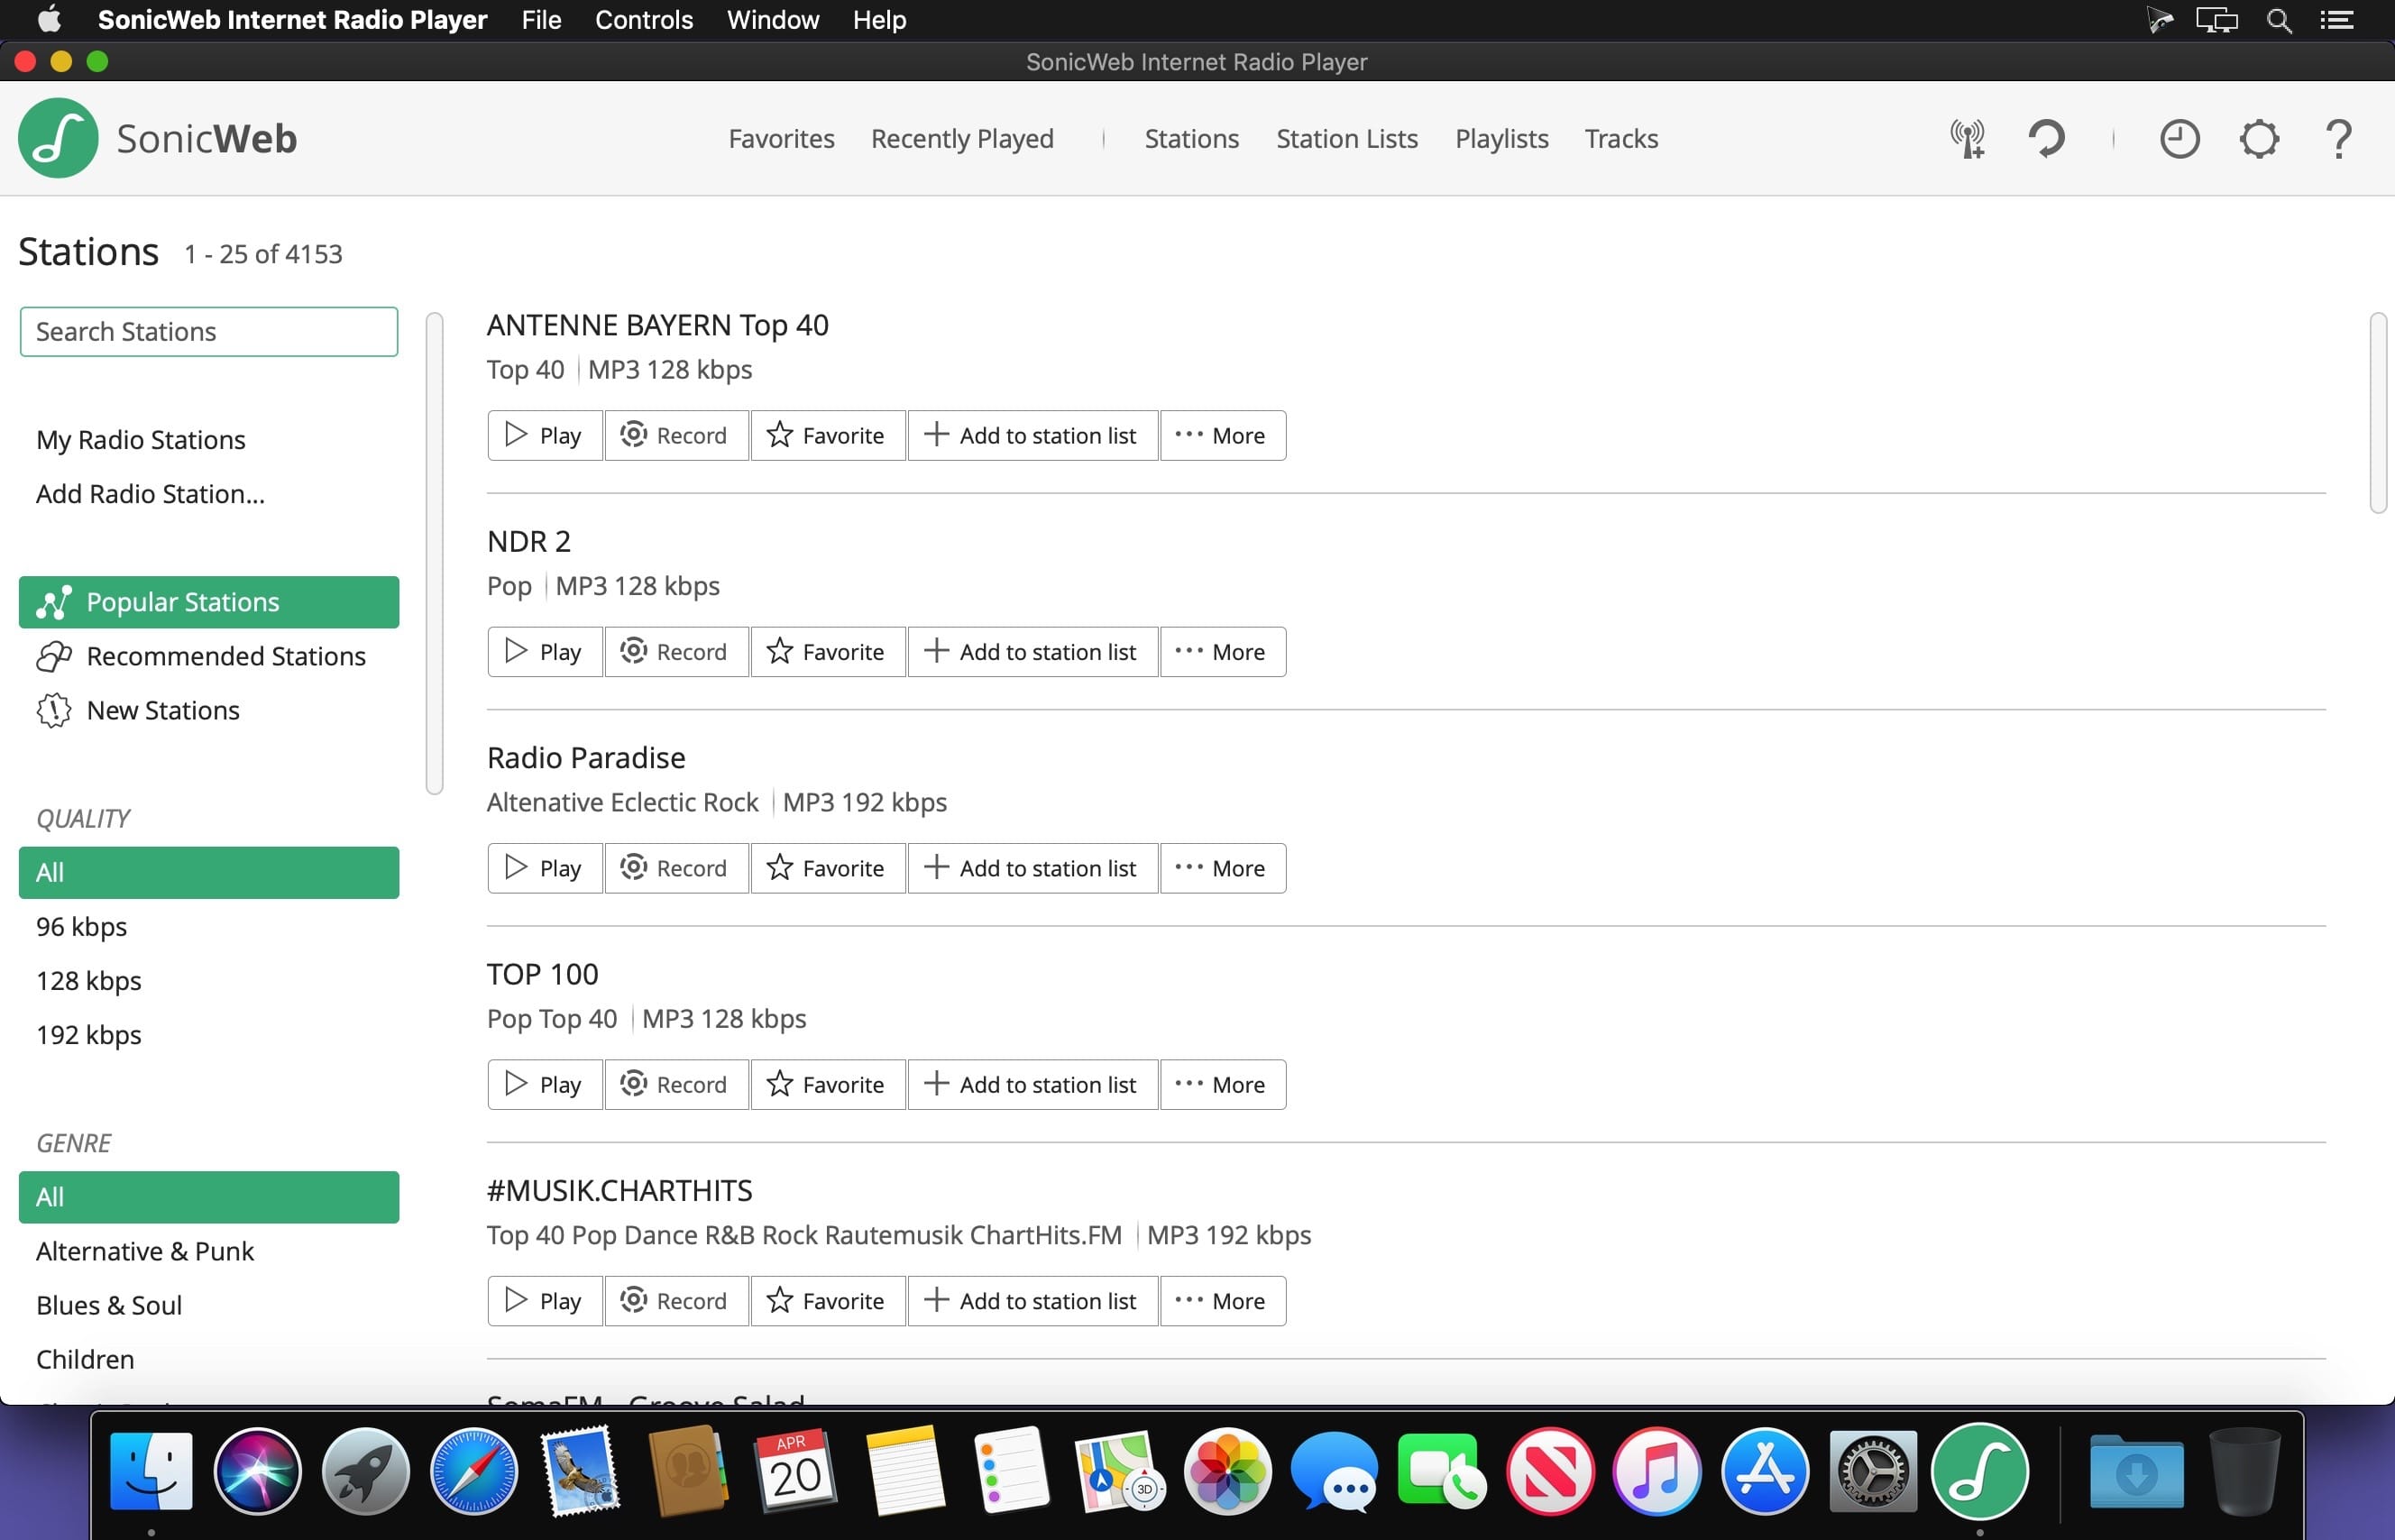 SonicWeb Internet Radio Player File Controls Window Help
SonicWeb Internet Radio Player
SonicWeb
Favorites Recently Played Stations Station Lists Playlists Tracks
Stations 1 - 25 of 4153
Search Stations
My Radio Stations
Add Radio Station...
Popular Stations
Recommended Stations
New Stations
QUALITY
All
96 kbps
128 kbps
192 kbps
GENRE
All
Alternative & Punk
Blues & Soul
Children
ANTENNE BAYERN Top 40
Top 40 MP3 128 kbps
Play Record Favorite Add to station list More
NDR 2
Pop MP3 128 kbps
Play Record Favorite Add to station list More
Radio Paradise
Altenative Eclectic Rock MP3 192 kbps
Play Record Favorite Add to station list More
TOP 100
Pop Top 40 MP3 128 kbps
Play Record Favorite Add to station list More
#MUSIK.CHARTHITS
Top 40 Pop Dance R&B Rock Rautemusik ChartHits.FM MP3 192 kbps
Play Record Favorite Add to station list More
SomaFM - Groove Salad
APR
20
3D